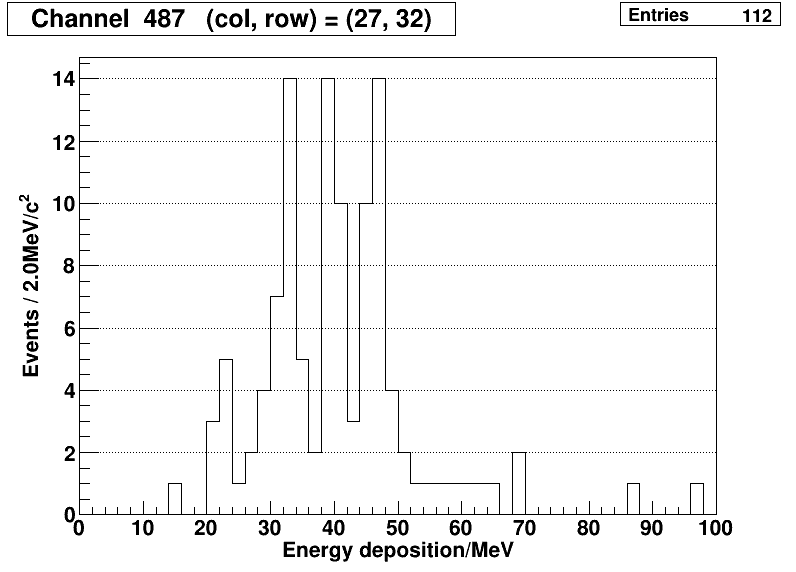 Channel 487 (col, row) = (27, 32)
Entries 112
Events / 2.0MeV/c²
14
12
10
8
6
4
2
0
0 10 20 30 40 50 60 70 80 90 100
Energy deposition/MeV